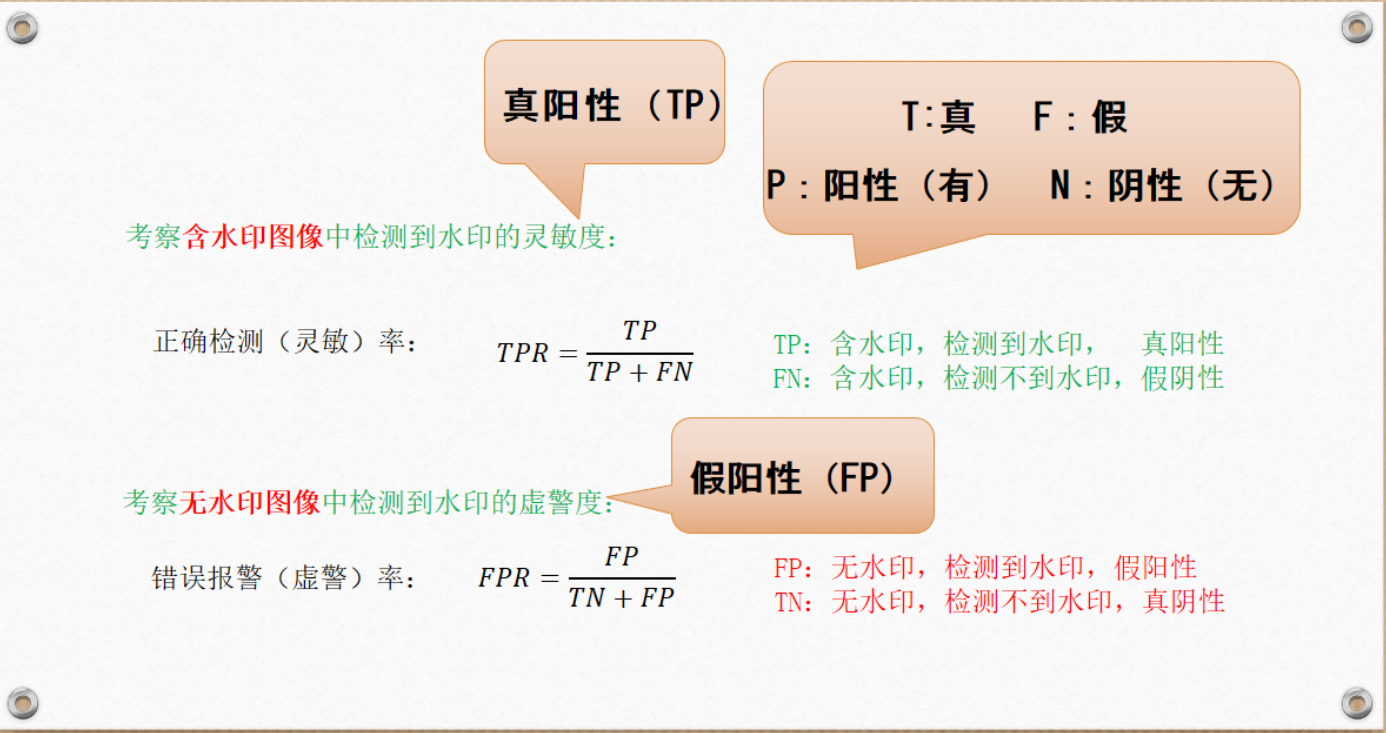 真阳性（TP）
T:真 F：假
P：阳性（有） N：阴性（无）
考察含水印图像中检测到水印的灵敏度：
正确检测（灵敏）率： TPR = TP / (TP + FN)
TP：含水印，检测到水印， 真阳性
FN：含水印，检测不到水印，假阴性
假阳性（FP）
考察无水印图像中检测到水印的虚警度：
错误报警（虚警）率： FPR = FP / (TN + FP)
FP：无水印，检测到水印，假阳性
TN：无水印，检测不到水印，真阴性